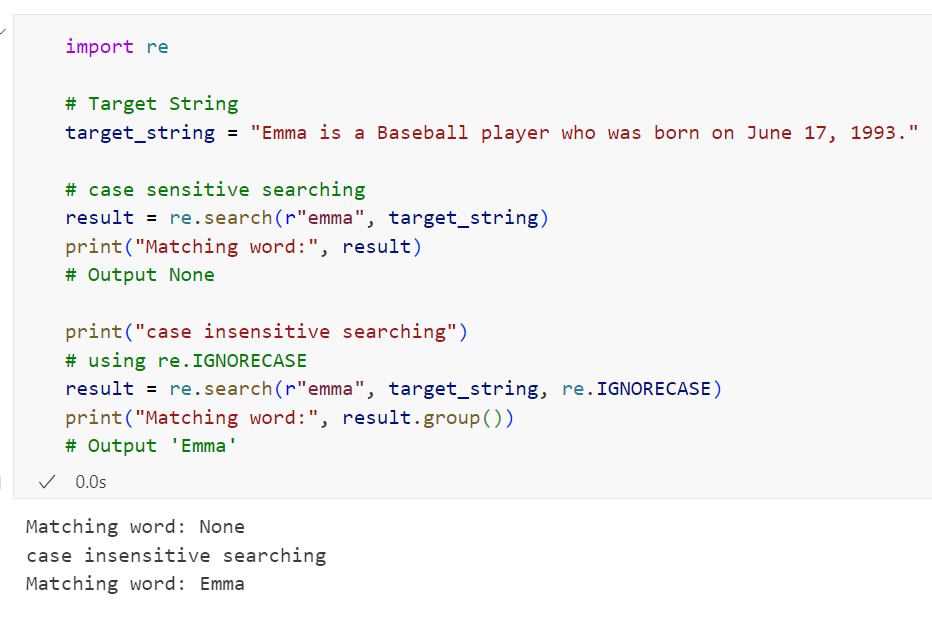 import re
# Target String
target_string = "Emma is a Baseball player who was born on June 17, 1993."
# case sensitive searching
result = re.search(r"emma", target_string)
print("Matching word:", result)
# Output None
print("case insensitive searching")
# using re.IGNORECASE
result = re.search(r"emma", target_string, re.IGNORECASE)
print("Matching word:", result.group())
# Output 'Emma'
0.0s
Matching word: None
case insensitive searching
Matching word: Emma